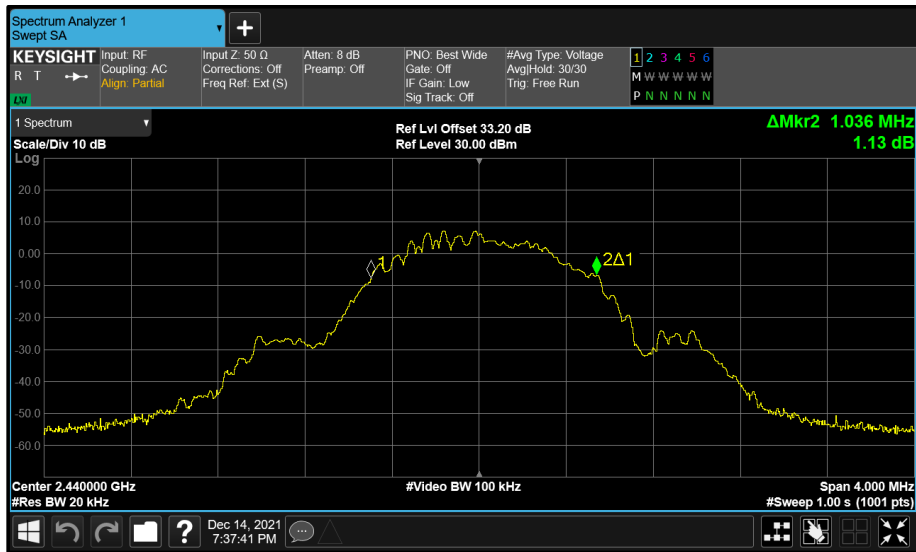 Spectrum Analyzer 1
Swept SA
+
KEYSIGHT
R T
LXI
Input: RF
Coupling: AC
Align: Partial
Input Z: 50 Ω
Corrections: Off
Freq Ref: Ext (S)
Atten: 8 dB
Preamp: Off
PNO: Best Wide
Gate: Off
IF Gain: Low
Sig Track: Off
#Avg Type: Voltage
Avg|Hold: 30/30
Trig: Free Run
1 2 3 4 5 6
M W W W W W
P N N N N N
1 Spectrum
Scale/Div 10 dB
Ref Lvl Offset 33.20 dB
Ref Level 30.00 dBm
ΔMkr2 1.036 MHz
1.13 dB
Log
20.0
10.0
0.00
-10.0
-20.0
-30.0
-40.0
-50.0
-60.0
1
2Δ1
Center 2.440000 GHz
#Res BW 20 kHz
#Video BW 100 kHz
Span 4.000 MHz
#Sweep 1.00 s (1001 pts)
?
Dec 14, 2021
7:37:41 PM